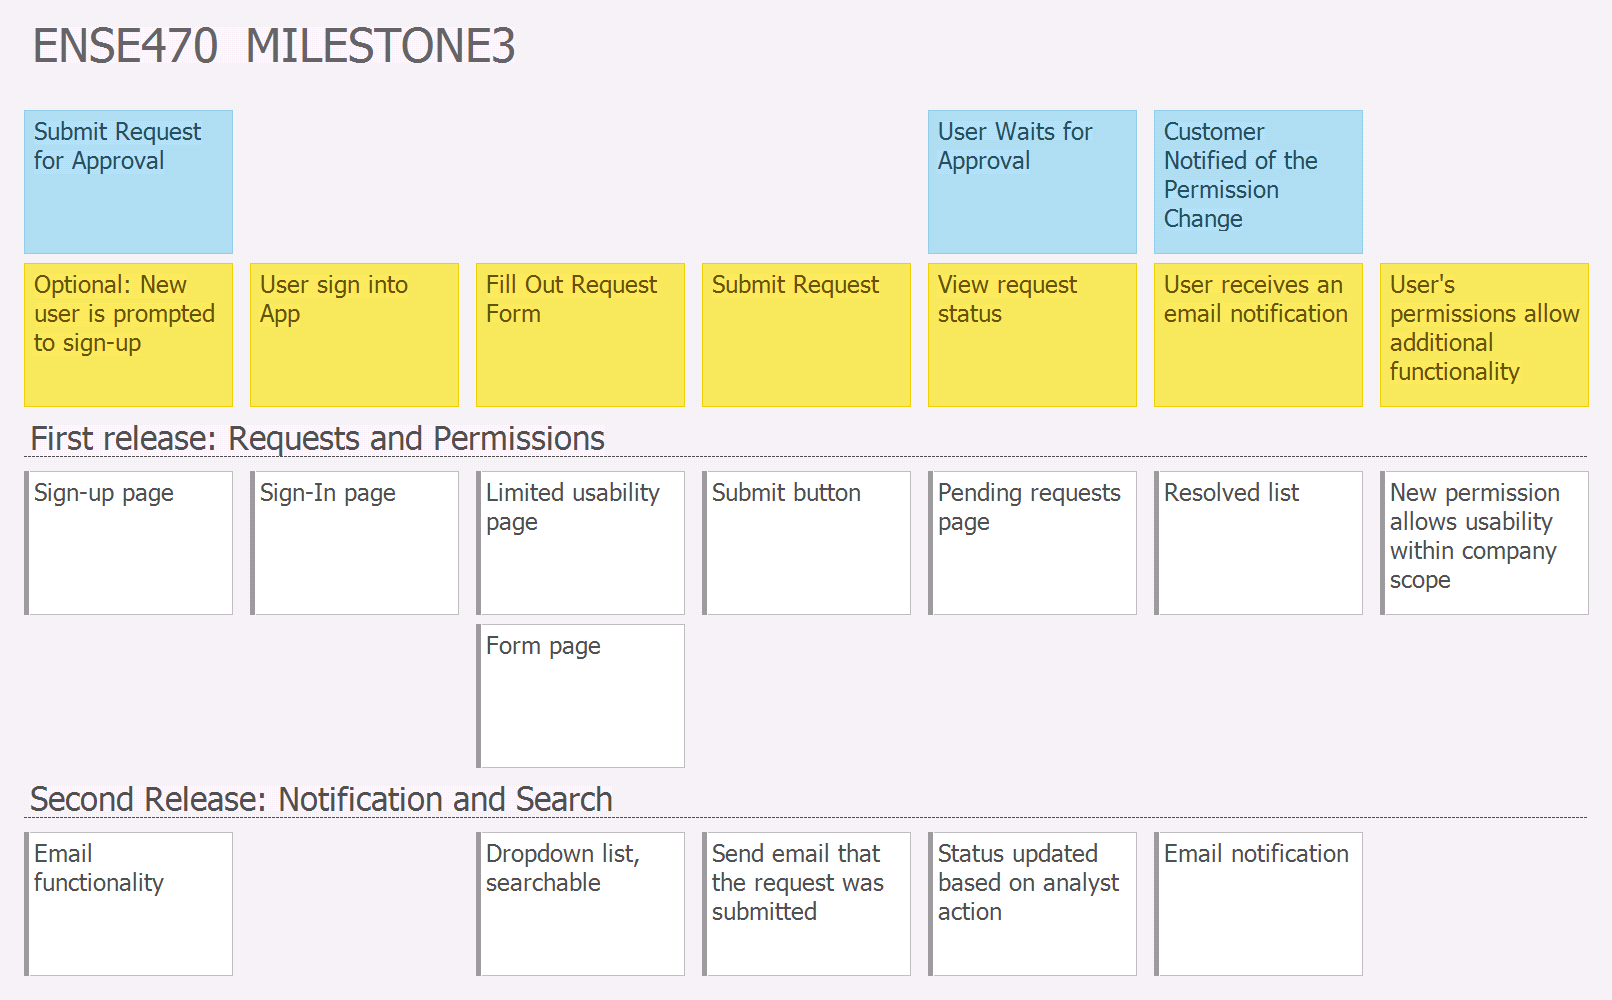 ENSE470 MILESTONE3
Submit Request
for Approval
User Waits for
Approval
Customer
Notified of the
Permission
Change
Optional: New
user is prompted
to sign-up
User sign into
App
Fill Out Request
Form
Submit Request
View request
status
User receives an
email notification
User's
permissions allow
additional
functionality
First release: Requests and Permissions
Sign-up page
Sign-In page
Limited usability
page
Submit button
Pending requests
page
Resolved list
New permission
allows usability
within company
scope
Form page
Second Release: Notification and Search
Email
functionality
Dropdown list,
searchable
Send email that
the request was
submitted
Status updated
based on analyst
action
Email notification